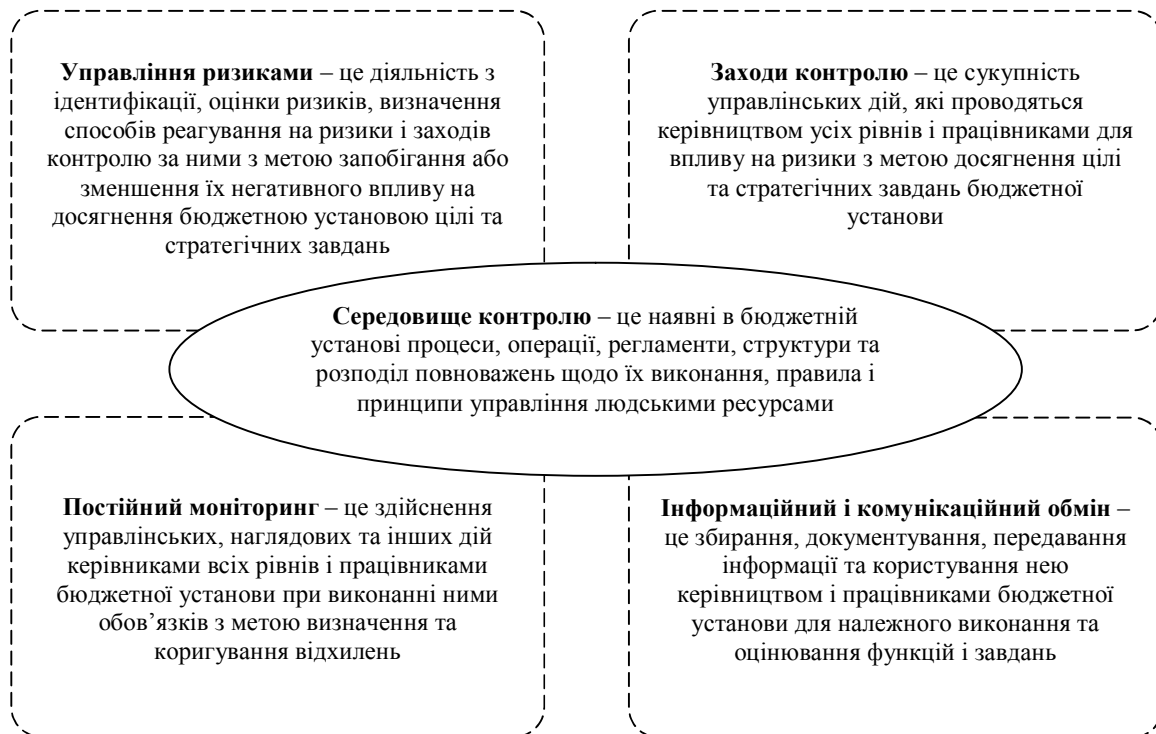 Управління ризиками – це діяльність з
ідентифікації, оцінки ризиків, визначення
способів реагування на ризики і заходів
контролю за ними з метою запобігання або
зменшення їх негативного впливу на
досягнення бюджетною установою цілі та
стратегічних завдань
Заходи контролю – це сукупність
управлінських дій, які проводяться
керівництвом усіх рівнів і працівниками для
впливу на ризики з метою досягнення цілі
та стратегічних завдань бюджетної
установи
Середовище контролю – це наявні в бюджетній
установі процеси, операції, регламенти, структури та
розподіл повноважень щодо їх виконання, правила і
принципи управління людськими ресурсами
Постійний моніторинг – це здійснення
управлінських, наглядових та інших дій
керівниками всіх рівнів і працівниками
бюджетної установи при виконанні ними
обов’язків з метою визначення та
коригування відхилень
Інформаційний і комунікаційний обмін –
це збирання, документування, передавання
інформації та користування нею
керівництвом і працівниками бюджетної
установи для належного виконання та
оцінювання функцій і завдань